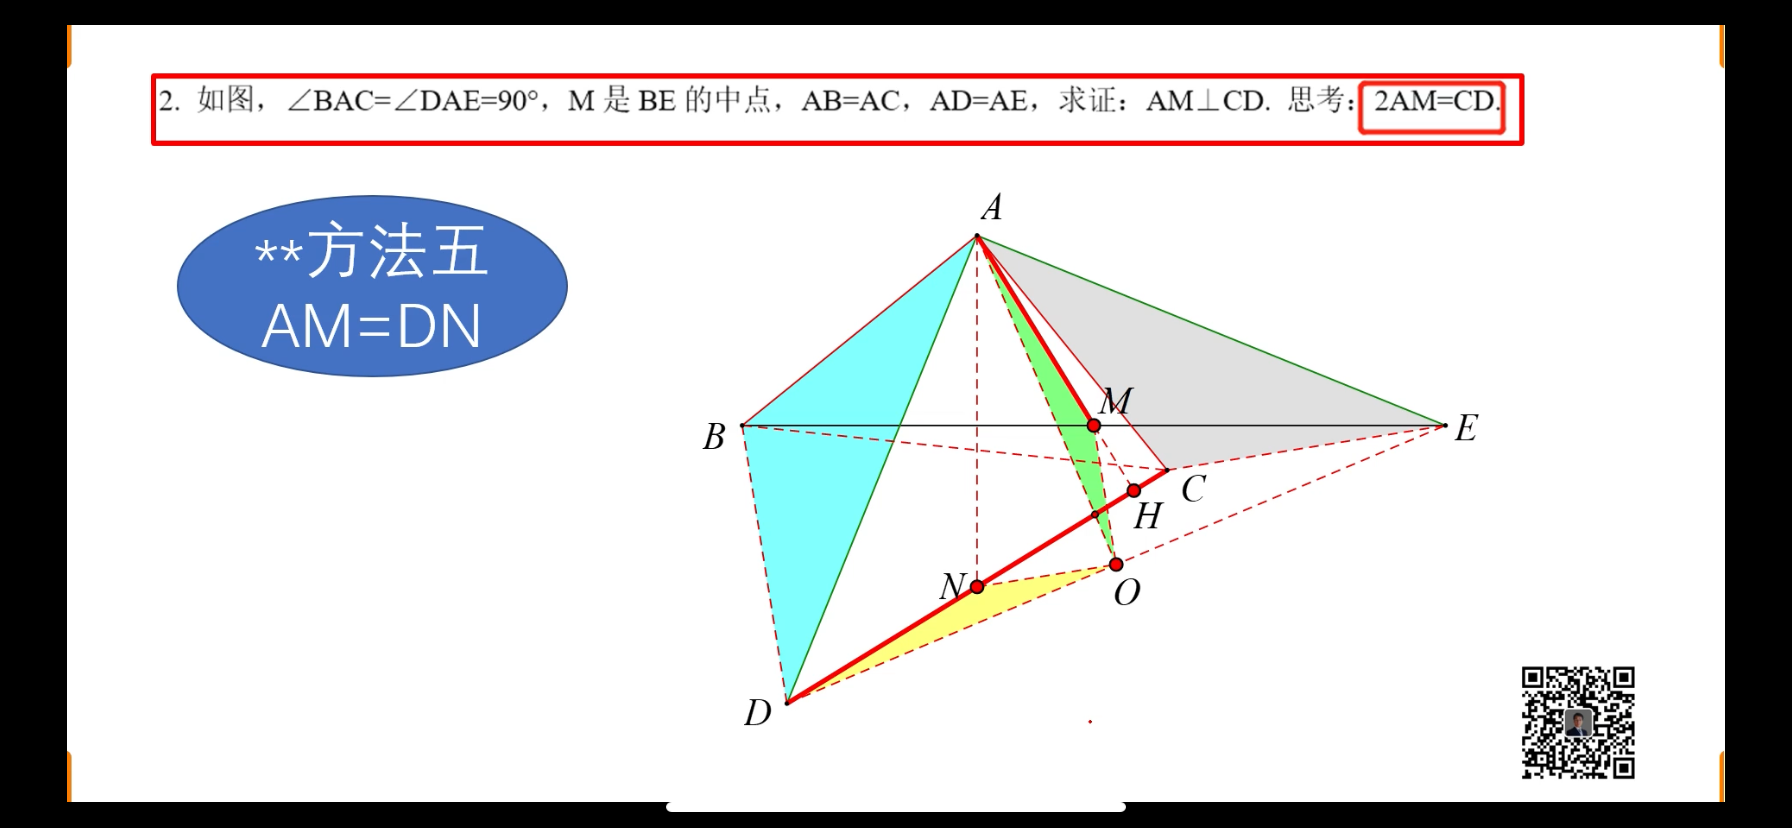 2. 如图，∠BAC=∠DAE=90°，M 是 BE 的中点，AB=AC，AD=AE，求证：AM⊥CD. 思考：2AM=CD.
**方法五
AM=DN
A
M
B
E
C
H
N
O
D